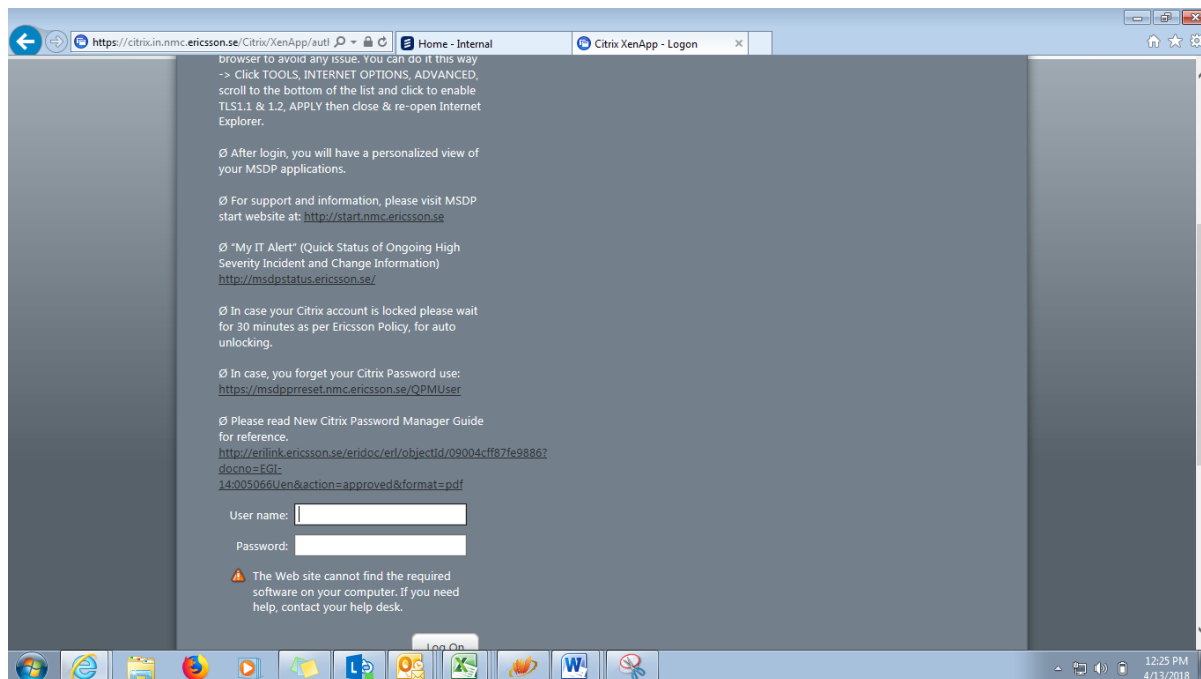 https://citrix.in.nmc.ericsson.se/Citrix/XenApp/autl
Home - Internal
Citrix XenApp - Logon
browser to avoid any issue. You can do it this way
-> Click TOOLS, INTERNET OPTIONS, ADVANCED,
scroll to the bottom of the list and click to enable
TLS1.1 & 1.2, APPLY then close & re-open Internet
Explorer.
Ø After login, you will have a personalized view of
your MSDP applications.
Ø For support and information, please visit MSDP
start website at: http://start.nmc.ericsson.se
Ø "My IT Alert" (Quick Status of Ongoing High
Severity Incident and Change Information)
http://msdpstatus.ericsson.se/
Ø In case your Citrix account is locked please wait
for 30 minutes as per Ericsson Policy, for auto
unlocking.
Ø In case, you forget your Citrix Password use:
https://msdpprreset.nmc.ericsson.se/QPMUser
Ø Please read New Citrix Password Manager Guide
for reference.
http://erilink.ericsson.se/eridoc/erl/objectId/09004cff87fe9886?
docno=EGI-
14:005066Uen&action=approved&format=pdf
User name:
Password:
The Web site cannot find the required
software on your computer. If you need
help, contact your help desk.
Log On
12:25 PM
4/13/2018